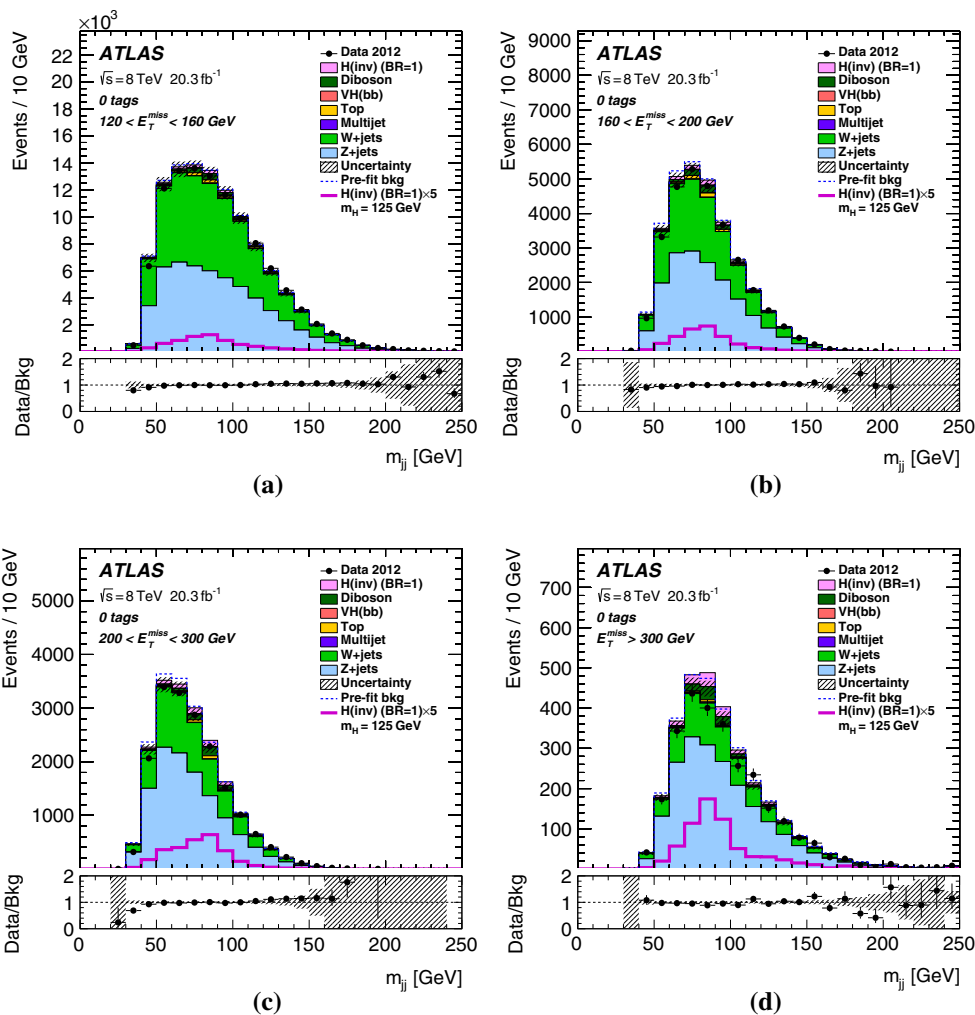 ×10³
Events / 10 GeV
ATLAS
√s = 8 TeV 20.3 fb⁻¹
0 tags
120 < E_T^miss < 160 GeV
Data 2012
H(inv) (BR=1)
Diboson
VH(bb)
Top
Multijet
W+jets
Z+jets
Uncertainty
Pre-fit bkg
H(inv) (BR=1)×5
m_H = 125 GeV
22
20
18
16
14
12
10
8
6
4
2
Data/Bkg
2
1
0
0 50 100 150 200 250
m_jj [GeV]
(a)
Events / 10 GeV
ATLAS
√s = 8 TeV 20.3 fb⁻¹
0 tags
160 < E_T^miss < 200 GeV
Data 2012
H(inv) (BR=1)
Diboson
VH(bb)
Top
Multijet
W+jets
Z+jets
Uncertainty
Pre-fit bkg
H(inv) (BR=1)×5
m_H = 125 GeV
9000
8000
7000
6000
5000
4000
3000
2000
1000
Data/Bkg
2
1
0
0 50 100 150 200 250
m_jj [GeV]
(b)
Events / 10 GeV
ATLAS
√s = 8 TeV 20.3 fb⁻¹
0 tags
200 < E_T^miss < 300 GeV
Data 2012
H(inv) (BR=1)
Diboson
VH(bb)
Top
Multijet
W+jets
Z+jets
Uncertainty
Pre-fit bkg
H(inv) (BR=1)×5
m_H = 125 GeV
5000
4000
3000
2000
1000
Data/Bkg
2
1
0
0 50 100 150 200 250
m_jj [GeV]
(c)
Events / 10 GeV
ATLAS
√s = 8 TeV 20.3 fb⁻¹
0 tags
E_T^miss > 300 GeV
Data 2012
H(inv) (BR=1)
Diboson
VH(bb)
Top
Multijet
W+jets
Z+jets
Uncertainty
Pre-fit bkg
H(inv) (BR=1)×5
m_H = 125 GeV
700
600
500
400
300
200
100
Data/Bkg
2
1
0
0 50 100 150 200 250
m_jj [GeV]
(d)